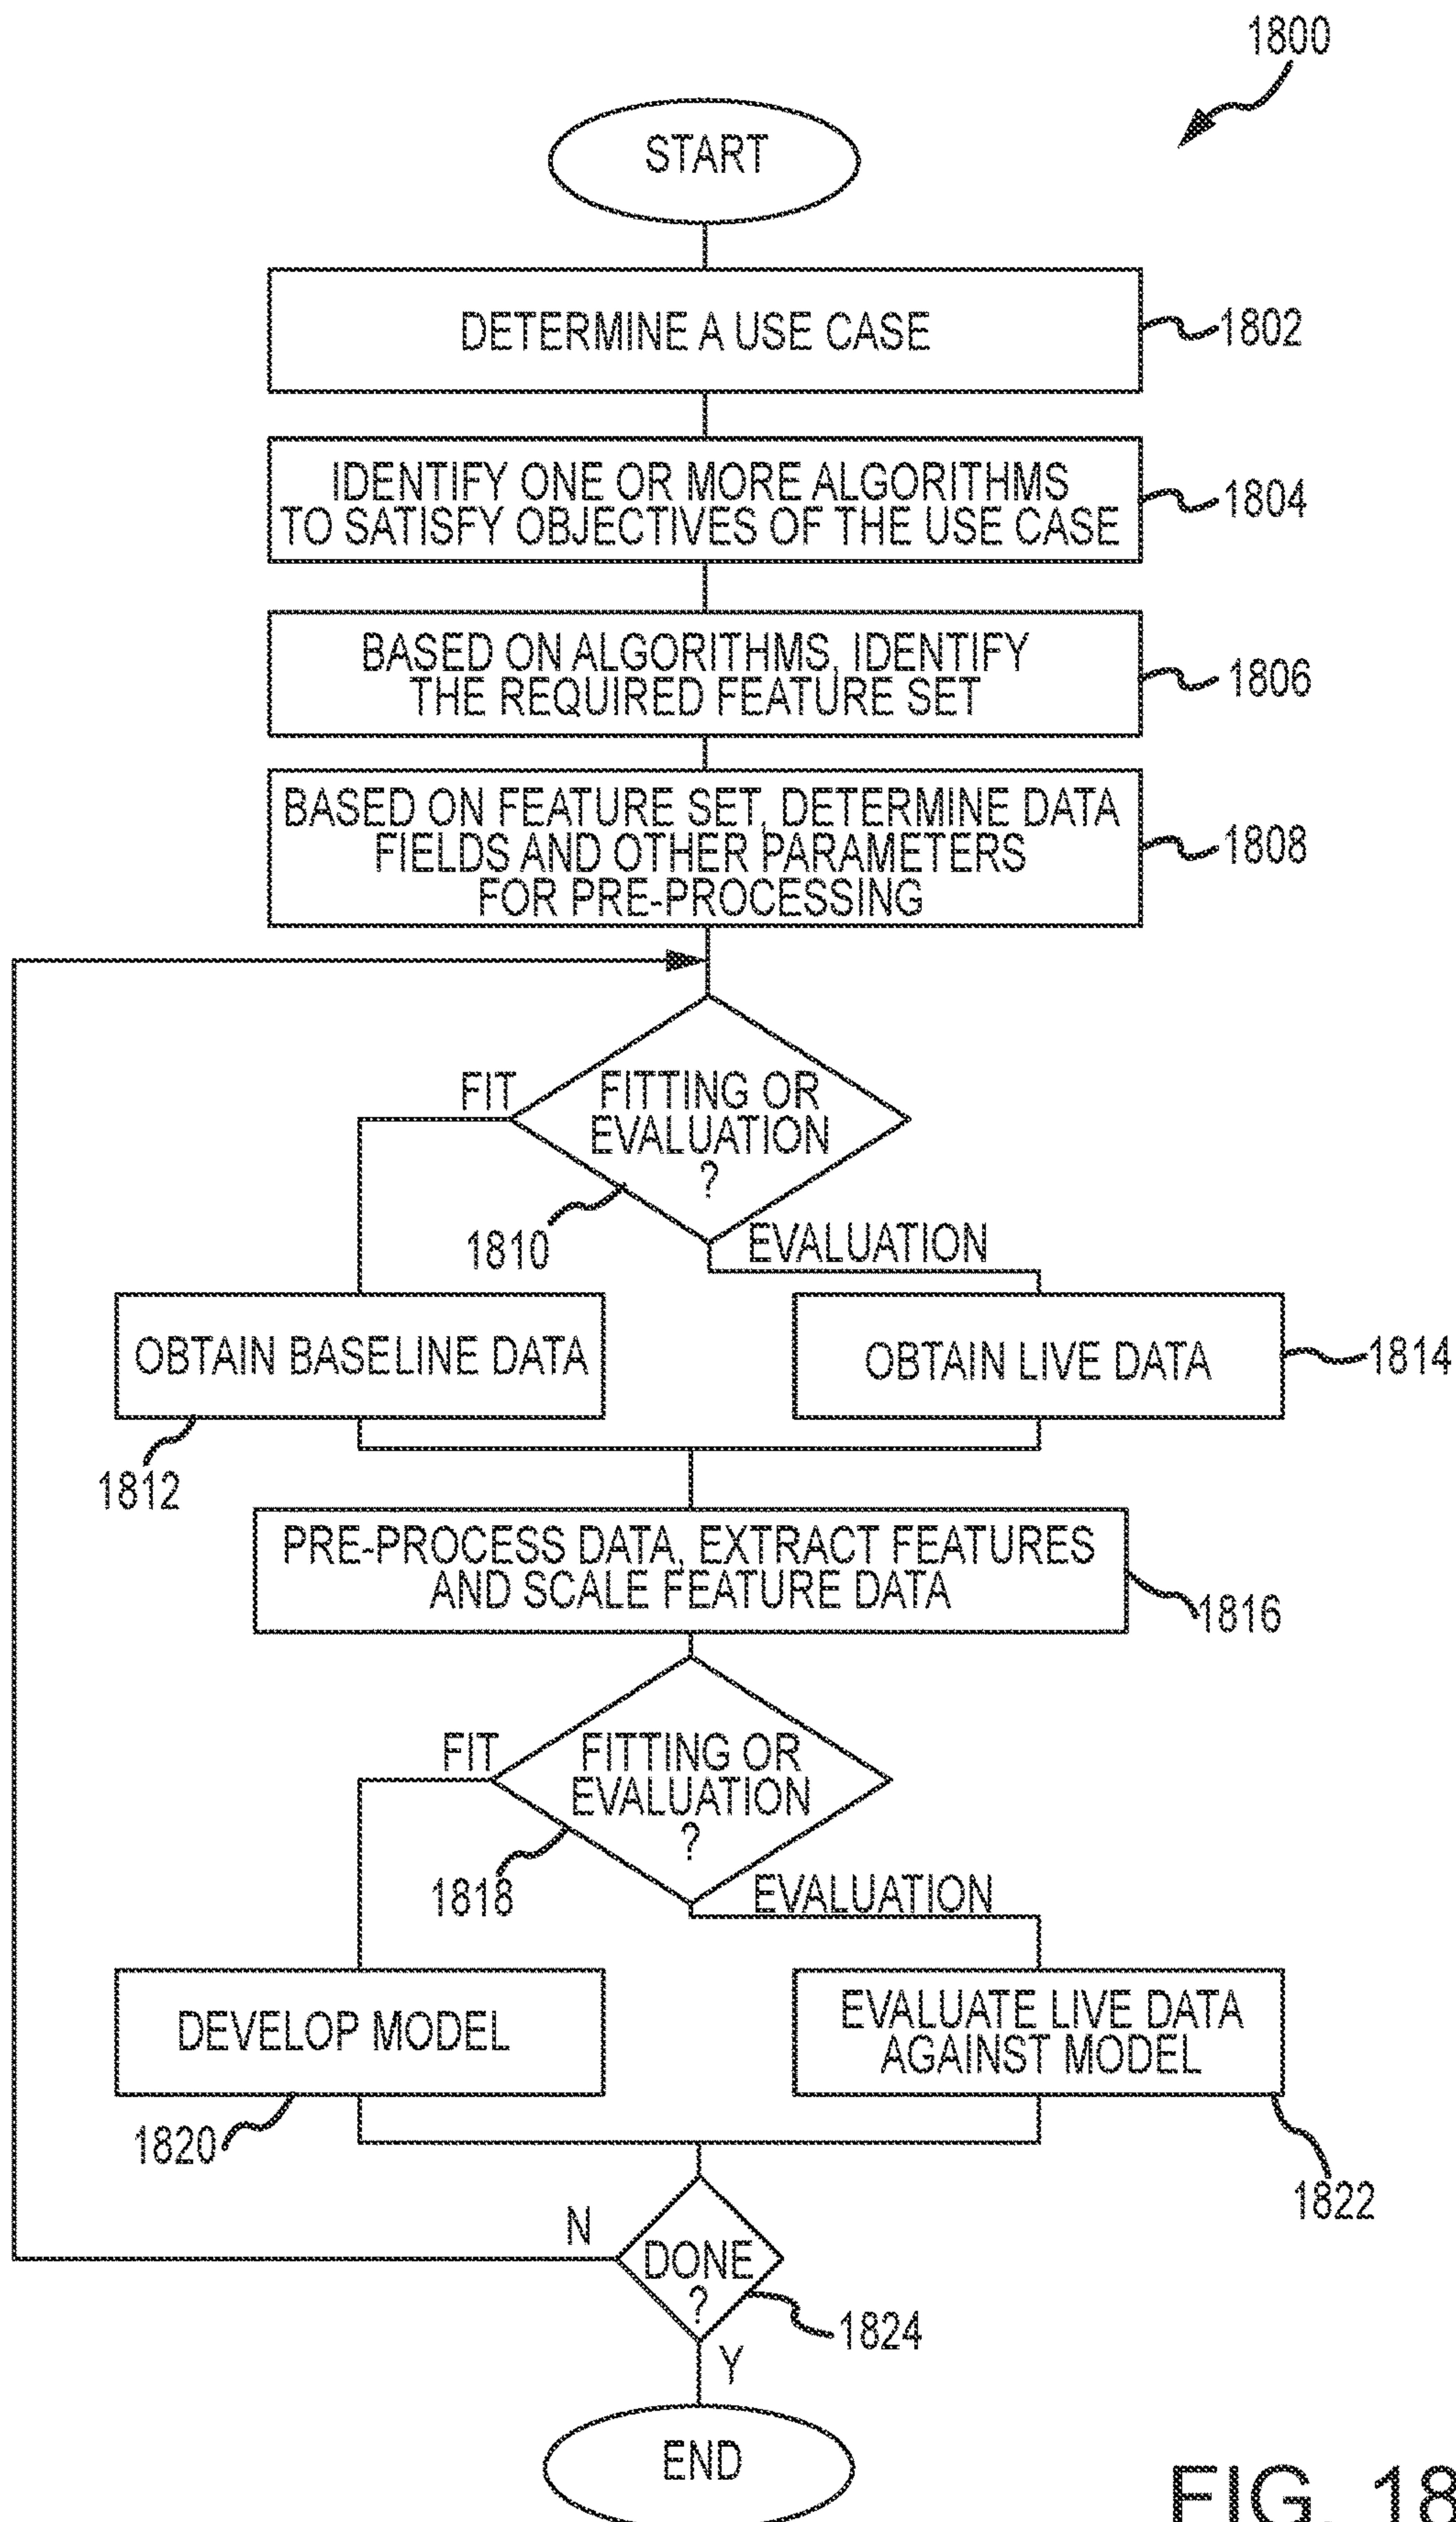 1800
START
DETERMINE A USE CASE
1802
IDENTIFY ONE OR MORE ALGORITHMS
TO SATISFY OBJECTIVES OF THE USE CASE
1804
BASED ON ALGORITHMS, IDENTIFY
THE REQUIRED FEATURE SET
1806
BASED ON FEATURE SET, DETERMINE DATA
FIELDS AND OTHER PARAMETERS
FOR PRE-PROCESSING
1808
FIT
FITTING OR
EVALUATION
?
1810
EVALUATION
OBTAIN BASELINE DATA
1812
OBTAIN LIVE DATA
1814
PRE-PROCESS DATA, EXTRACT FEATURES
AND SCALE FEATURE DATA
1816
FIT
FITTING OR
EVALUATION
?
1818
EVALUATION
DEVELOP MODEL
1820
EVALUATE LIVE DATA
AGAINST MODEL
1822
N
DONE
?
1824
Y
END
FIG. 18